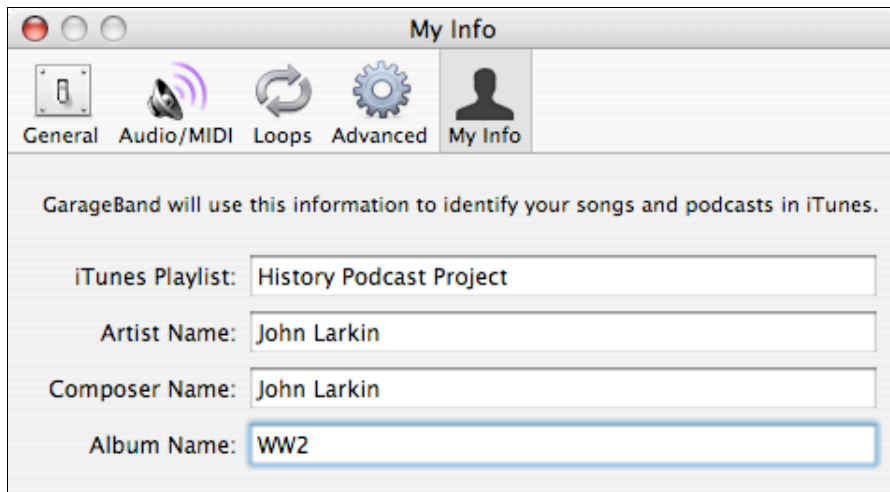 My Info
General Audio/MIDI Loops Advanced My Info
GarageBand will use this information to identify your songs and podcasts in iTunes.
iTunes Playlist: History Podcast Project
Artist Name: John Larkin
Composer Name: John Larkin
Album Name: WW2